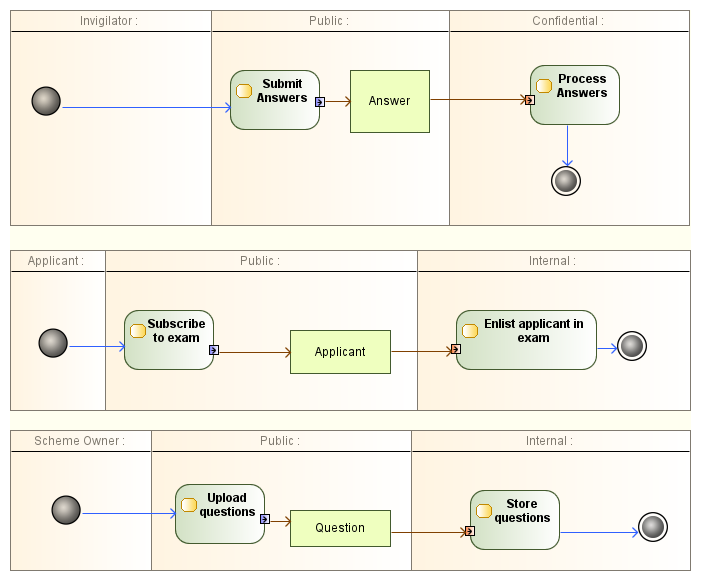 Invigilator :
Public :
Confidential :
Submit
Answers
Answer
Process
Answers
Applicant :
Public :
Internal :
Subscribe
to exam
Applicant
Enlist applicant in
exam
Scheme Owner :
Public :
Internal :
Upload
questions
Question
Store
questions